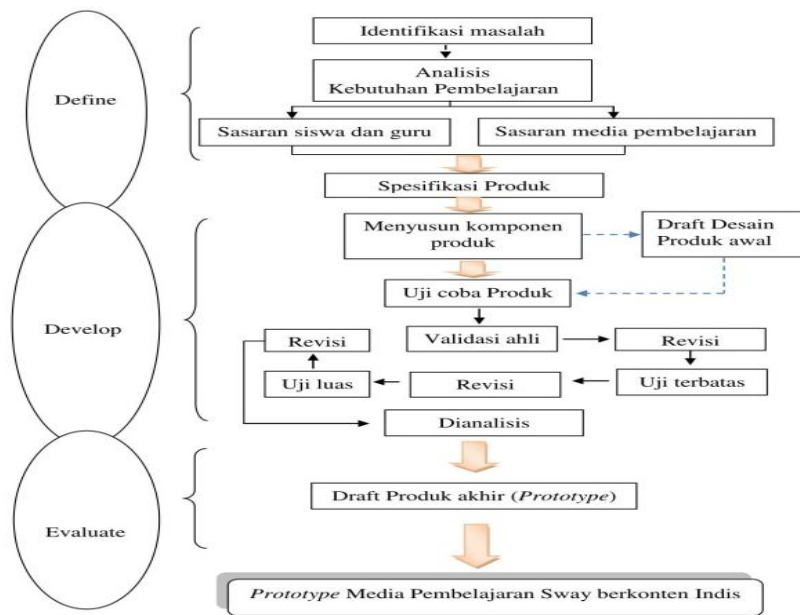 Define
Identifikasi masalah
Analisis
Kebutuhan Pembelajaran
Sasaran siswa dan guru
Sasaran media pembelajaran
Spesifikasi Produk
Develop
Menyusun komponen
produk
Draft Desain
Produk awal
Uji coba Produk
Validasi ahli
Revisi
Uji terbatas
Revisi
Uji luas
Revisi
Dianalisis
Evaluate
Draft Produk akhir (Prototype)
Prototype Media Pembelajaran Sway berkonten Indis